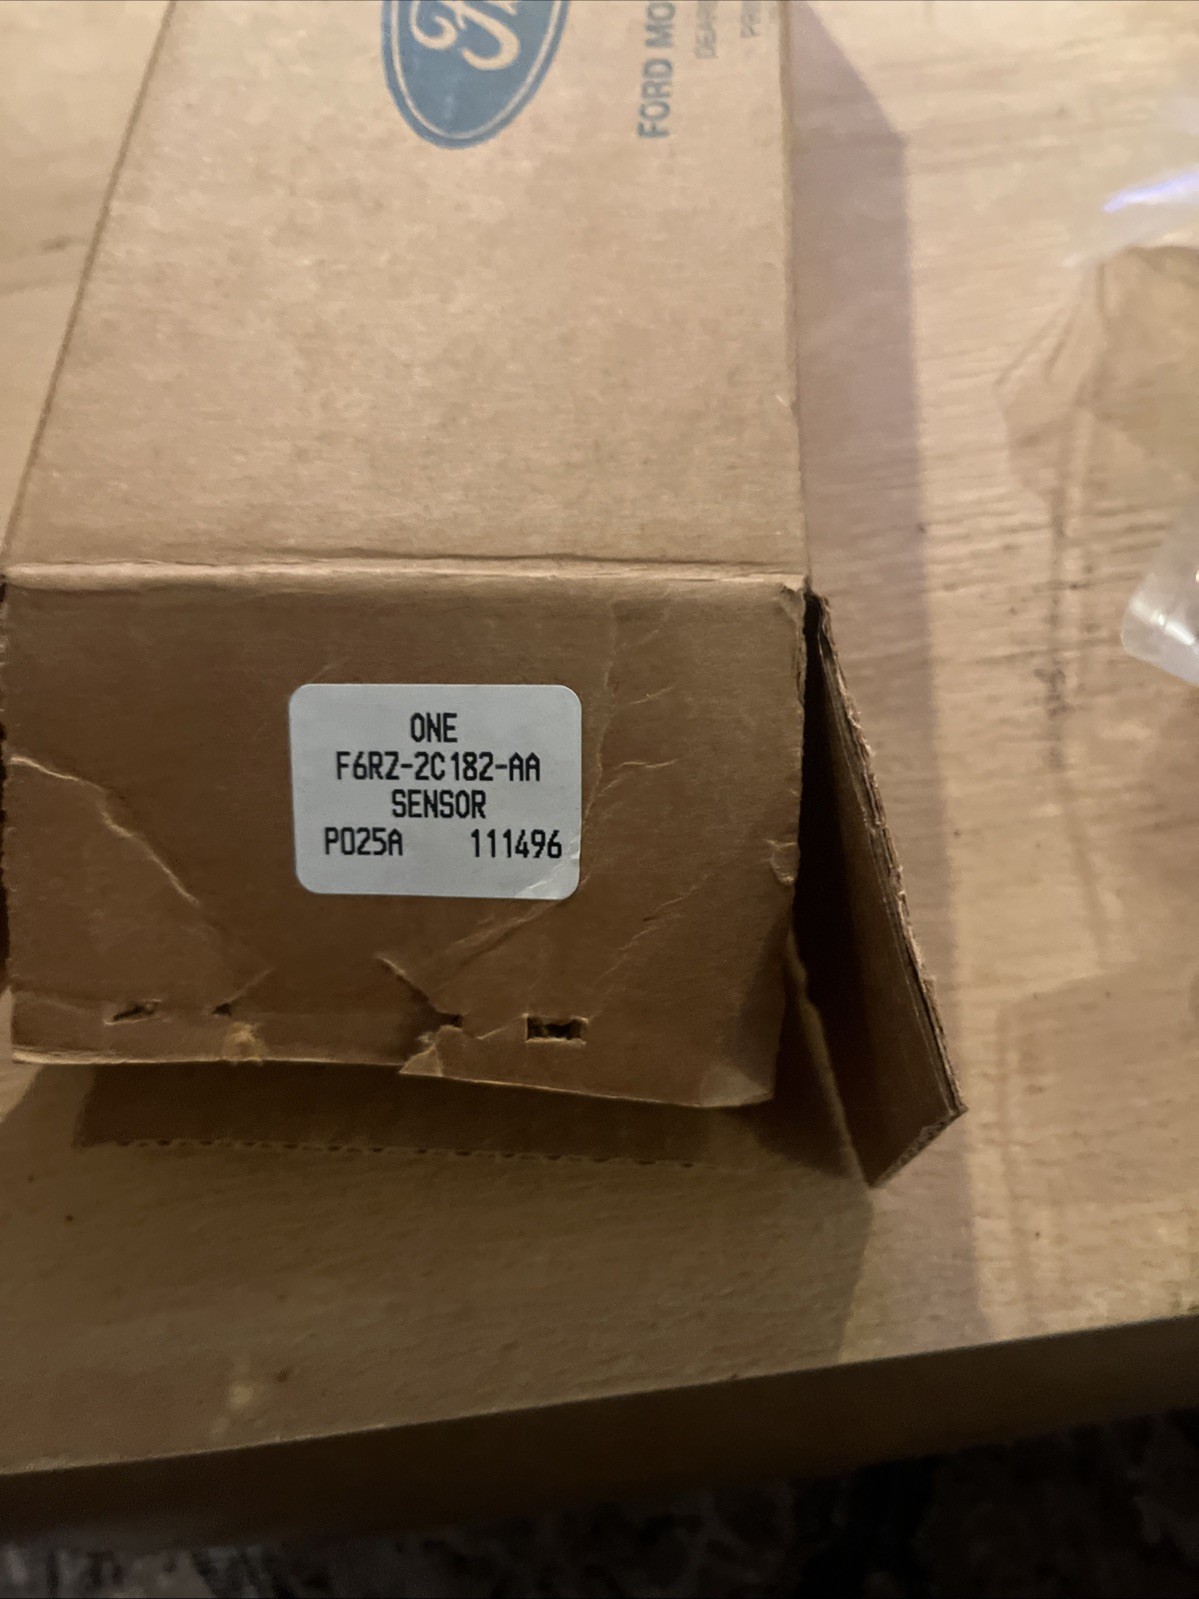 FORD MO
ONE
F6RZ-2C182-AA
SENSOR
P025A 111496